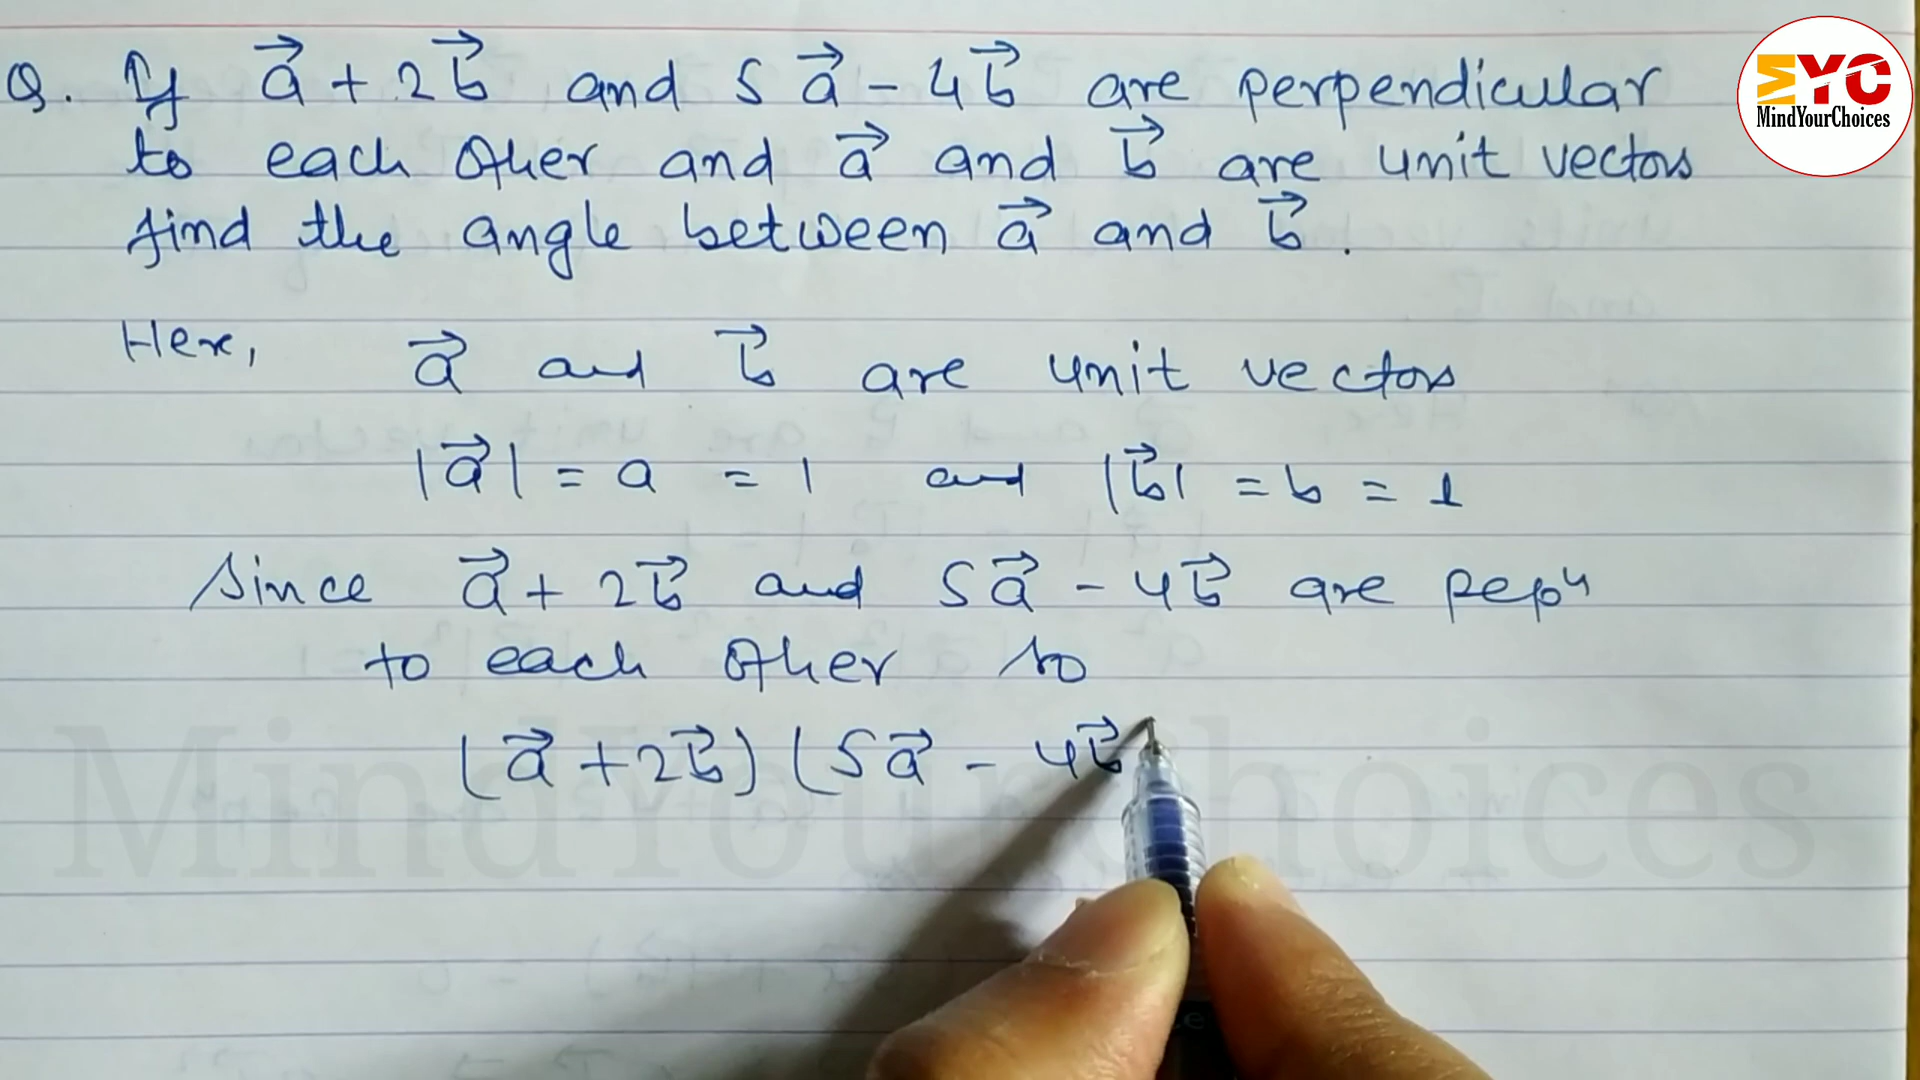 MYC
MindYourChoices
Q. If a⃗ + 2b⃗ and 5a⃗ - 4b⃗ are perpendicular
to each other and a⃗ and b⃗ are unit vectors
find the angle between a⃗ and b⃗.
Here, a⃗ and b⃗ are unit vectors
|a⃗| = a = 1 and |b⃗| = b = 1
Since a⃗ + 2b⃗ and 5a⃗ - 4b⃗ are
to each other so
(a⃗ + 2b⃗) (5a⃗ - 4b⃗
MindYourchoices